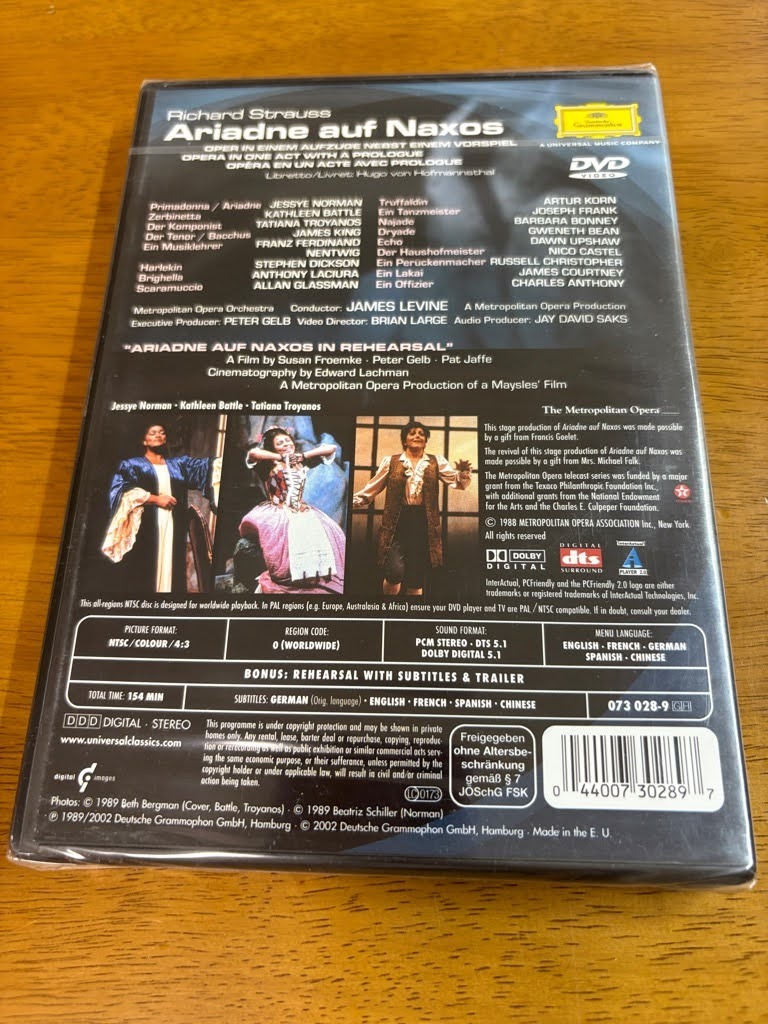 Richard Strauss
Ariadne auf Naxos
OPER IN EINEM AUFZUGE NEBST EINEM VORSPIEL
OPERA IN ONE ACT WITH A PROLOGUE
OPÉRA EN UN ACTE AVEC PROLOGUE
Libretto/Livret: Hugo von Hofmannsthal
Deutsche Grammophon
A UNIVERSAL MUSIC COMPANY
DVD
VIDEO
Primadonna / Ariadne JESSYE NORMAN
Zerbinetta KATHLEEN BATTLE
Der Komponist TATIANA TROYANOS
Der Tenor / Bacchus JAMES KING
Ein Musiklehrer FRANZ FERDINAND
NENTWIG
Harlekin STEPHEN DICKSON
Brighella ANTHONY LACIURA
Scaramuccio ALLAN GLASSMAN
Truffaldin ARTUR KORN
Ein Tanzmeister JOSEPH FRANK
Najade BARBARA BONNEY
Dryade GWENETH BEAN
Echo DAWN UPSHAW
Der Haushofmeister NICO CASTEL
Ein Perückenmacher RUSSELL CHRISTOPHER
Ein Lakai JAMES COURTNEY
Ein Offizier CHARLES ANTHONY
Metropolitan Opera Orchestra Conductor: JAMES LEVINE A Metropolitan Opera Production
Executive Producer: PETER GELB Video Director: BRIAN LARGE Audio Producer: JAY DAVID SAKS
"ARIADNE AUF NAXOS IN REHEARSAL"
A Film by Susan Froemke · Peter Gelb · Pat Jaffe
Cinematography by Edward Lachman
A Metropolitan Opera Production of a Maysles' Film
Jessye Norman · Kathleen Battle · Tatiana Troyanos
The Metropolitan Opera
This stage production of Ariadne auf Naxos was made possible
by a gift from Francis Goelet.
The revival of this stage production of Ariadne auf Naxos was
made possible by a gift from Mrs. Michael Falk.
The Metropolitan Opera telecast series was funded by a major
grant from the Texaco Philanthropic Foundation Inc.,
with additional grants from the National Endowment
for the Arts and the Charles E. Culpeper Foundation.
© 1988 METROPOLITAN OPERA ASSOCIATION Inc., New York
All rights reserved
DOLBY
DIGITAL
DIGITAL
dts
SURROUND
InterActual
PLAYER 2.0
InterActual, PCFriendly and the PCFriendly 2.0 logo are either
trademarks or registered trademarks of InterActual Technologies, Inc.
This all-regions NTSC disc is designed for worldwide playback. In PAL regions (e.g. Europe, Australasia & Africa) ensure your DVD player and TV are PAL / NTSC compatible. If in doubt, consult your dealer.
PICTURE FORMAT:
NTSC/COLOUR/4:3
REGION CODE:
0 (WORLDWIDE)
SOUND FORMAT:
PCM STEREO · DTS 5.1
DOLBY DIGITAL 5.1
MENU LANGUAGE:
ENGLISH · FRENCH · GERMAN
SPANISH · CHINESE
BONUS: REHEARSAL WITH SUBTITLES & TRAILER
TOTAL TIME: 154 MIN
SUBTITLES: GERMAN (Orig. language) · ENGLISH · FRENCH · SPANISH · CHINESE
073 028-9 GH
DDD DIGITAL · STEREO
www.universalclassics.com
digital images
This programme is under copyright protection and may be shown in private
homes only. Any rental, lease, barter deal or repurchase, copying, reproduc-
tion or rerecording as well as public exhibition or similar commercial acts serv-
ing the same economic purpose, or their sufferance, unless permitted by the
copyright holder or under applicable law, will result in civil and/or criminal
action being taken.
LC0173
Freigegeben
ohne Altersbe-
schränkung
gemäß § 7
JÖSchG FSK
0 44007 30289 7
Photos: © 1989 Beth Bergman (Cover, Battle, Troyanos) · © 1989 Beatriz Schiller (Norman)
℗ 1989/2002 Deutsche Grammophon GmbH, Hamburg · © 2002 Deutsche Grammophon GmbH, Hamburg · Made in the E. U.